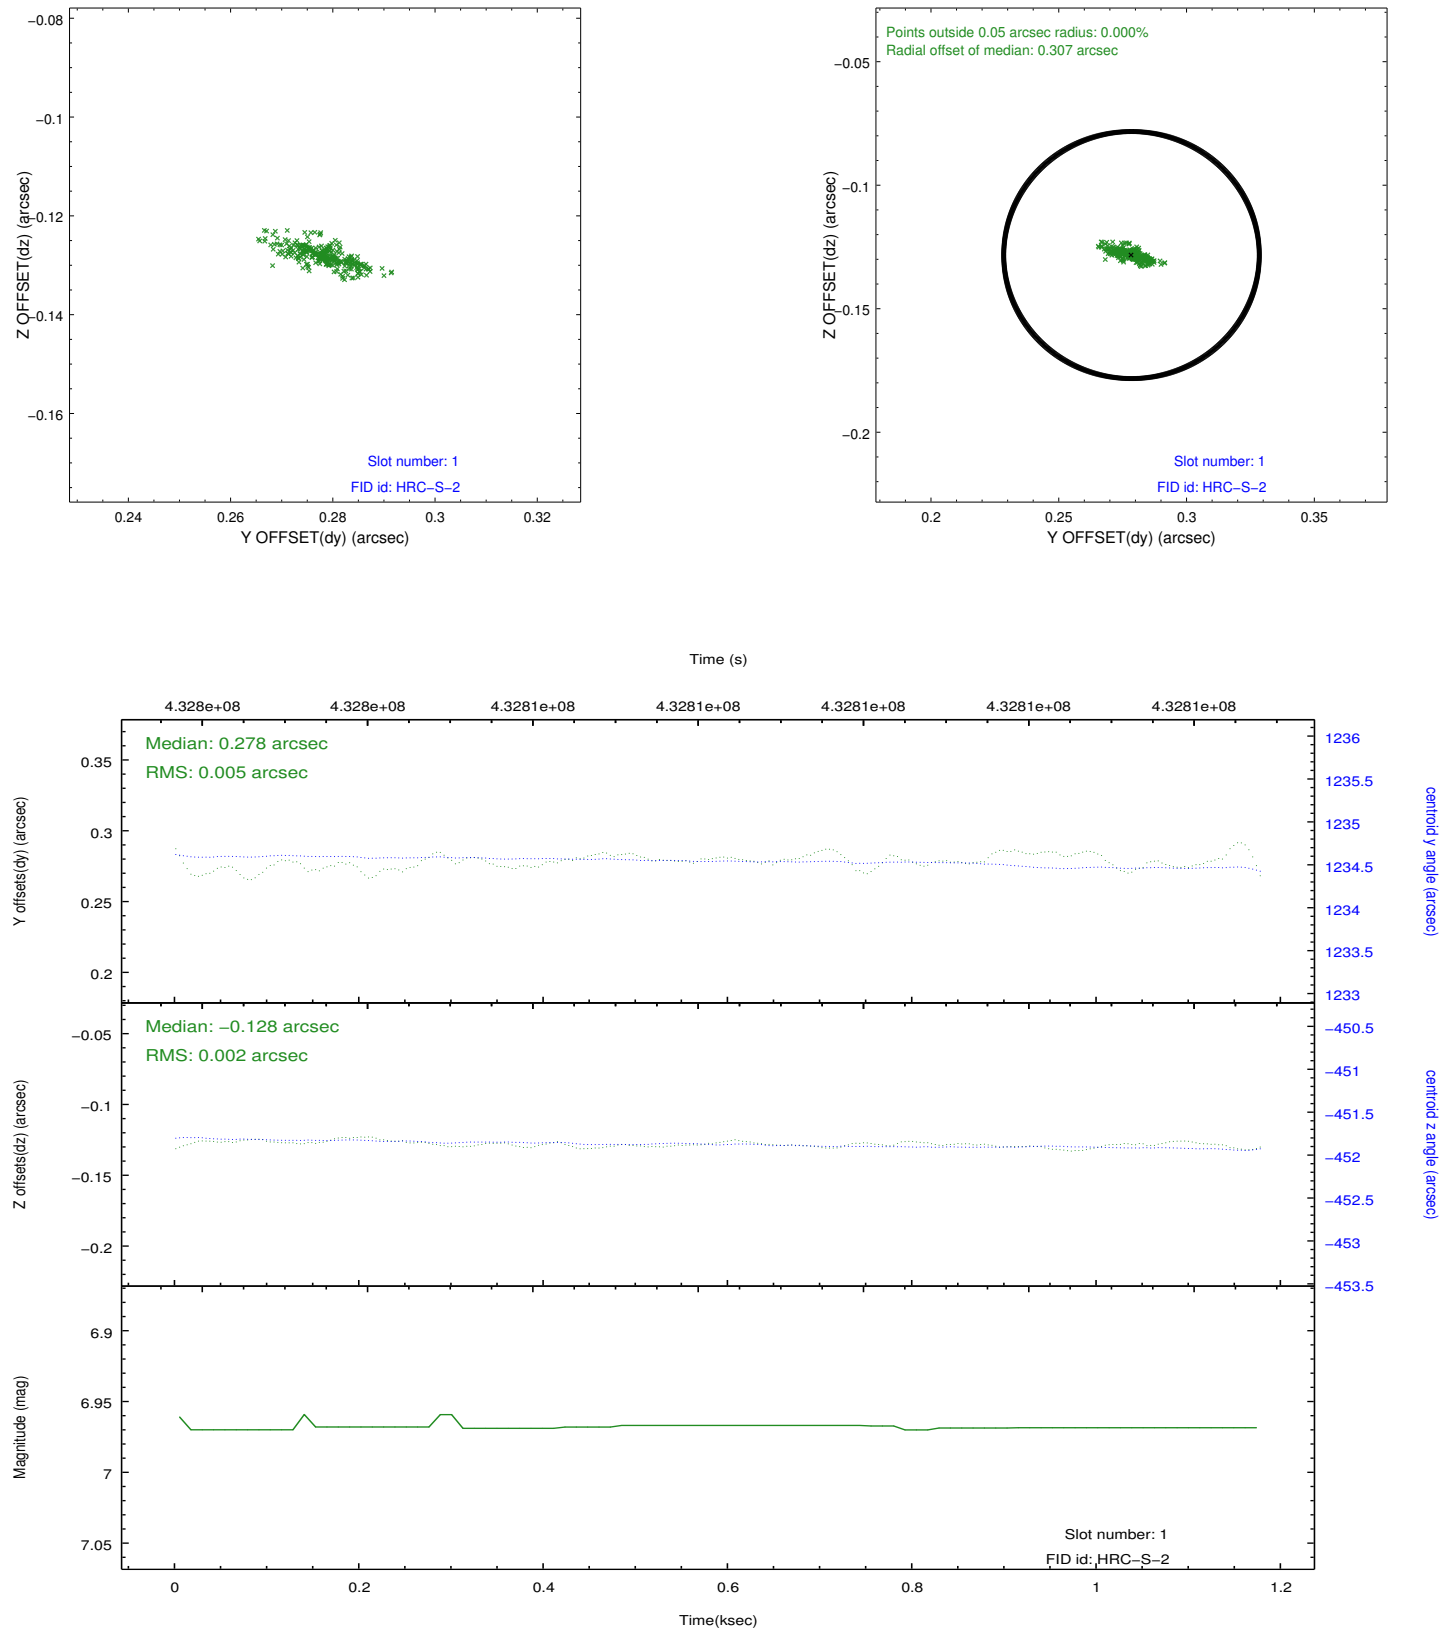 −0.08
−0.1
−0.12
−0.14
−0.16
Z OFFSET(dz) (arcsec)
Slot number: 1
FID id: HRC−S−2
0.24 0.26 0.28 0.3 0.32
Y OFFSET(dy) (arcsec)
Points outside 0.05 arcsec radius: 0.000%
Radial offset of median: 0.307 arcsec
−0.05
−0.1
−0.15
−0.2
Z OFFSET(dz) (arcsec)
Slot number: 1
FID id: HRC−S−2
0.2 0.25 0.3 0.35
Y OFFSET(dy) (arcsec)
Time (s)
4.328e+08 4.328e+08 4.3281e+08 4.3281e+08 4.3281e+08 4.3281e+08 4.3281e+08
Median: 0.278 arcsec
RMS: 0.005 arcsec
0.35
0.3
0.25
0.2
Y offsets(dy) (arcsec)
1236
1235.5
1235
1234.5
1234
1233.5
1233
centroid y angle (arcsec)
Median: −0.128 arcsec
RMS: 0.002 arcsec
−0.05
−0.1
−0.15
−0.2
Z offsets(dz) (arcsec)
−450.5
−451
−451.5
−452
−452.5
−453
−453.5
centroid z angle (arcsec)
6.9
6.95
7
7.05
Magnitude (mag)
Slot number: 1
FID id: HRC−S−2
0 0.2 0.4 0.6 0.8 1 1.2
Time(ksec)